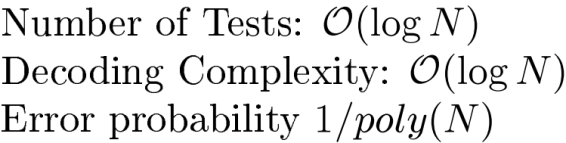 Number of Tests: 𝒪(log N)
Decoding Complexity: 𝒪(log N)
Error probability 1/poly(N)